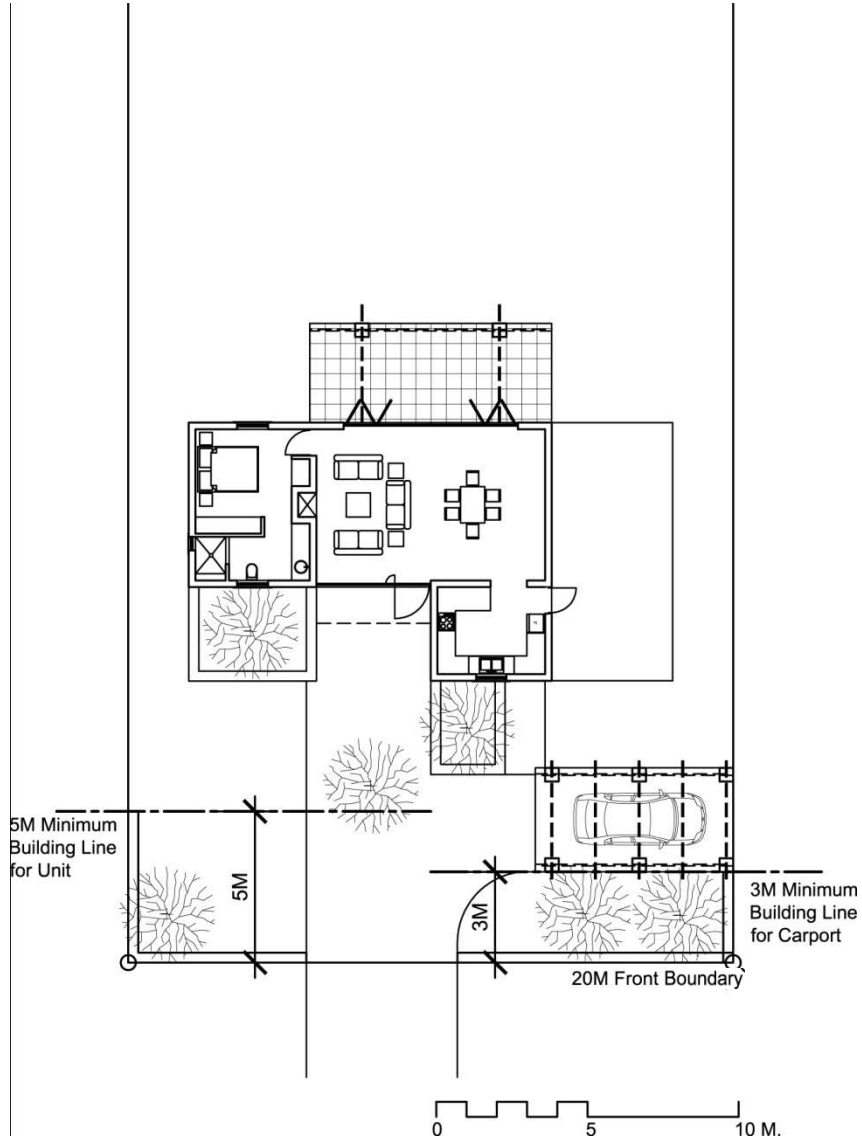 5M Minimum
Building Line
for Unit
5M
3M
3M Minimum
Building Line
for Carport
20M Front Boundary
0 5 10 M.